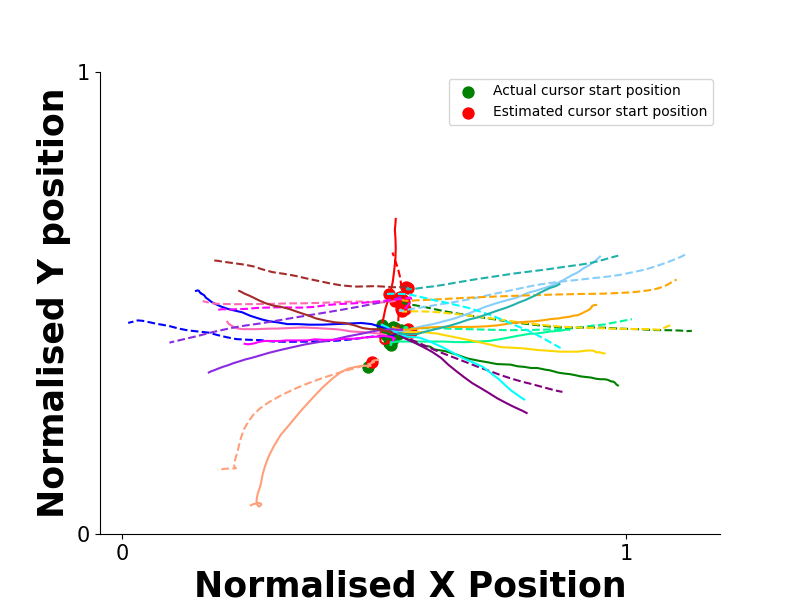 Normalised Y position
1
0
Actual cursor start position
Estimated cursor start position
0
1
Normalised X Position